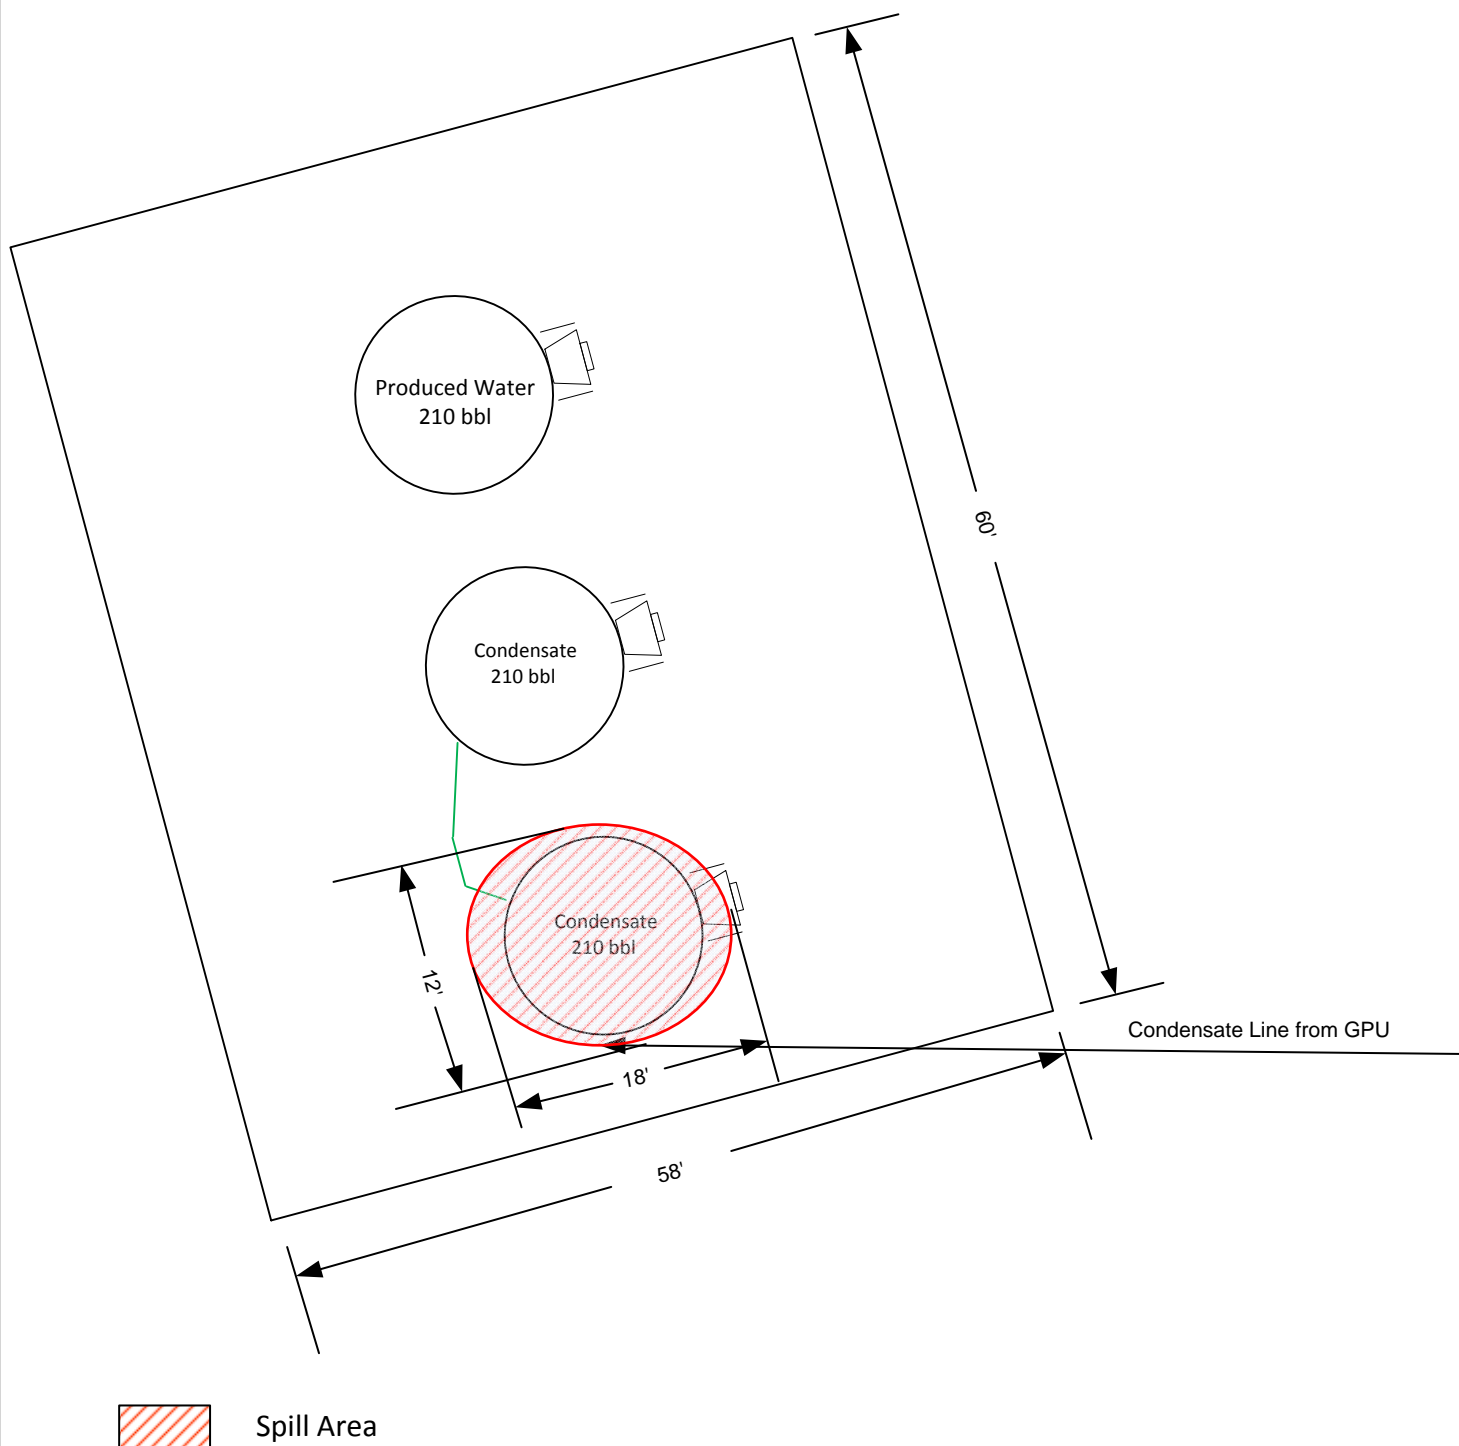 Produced Water
210 bbl
60'
Condensate
210 bbl
Condensate
210 bbl
12'
Condensate Line from GPU
18'
58'
Spill Area